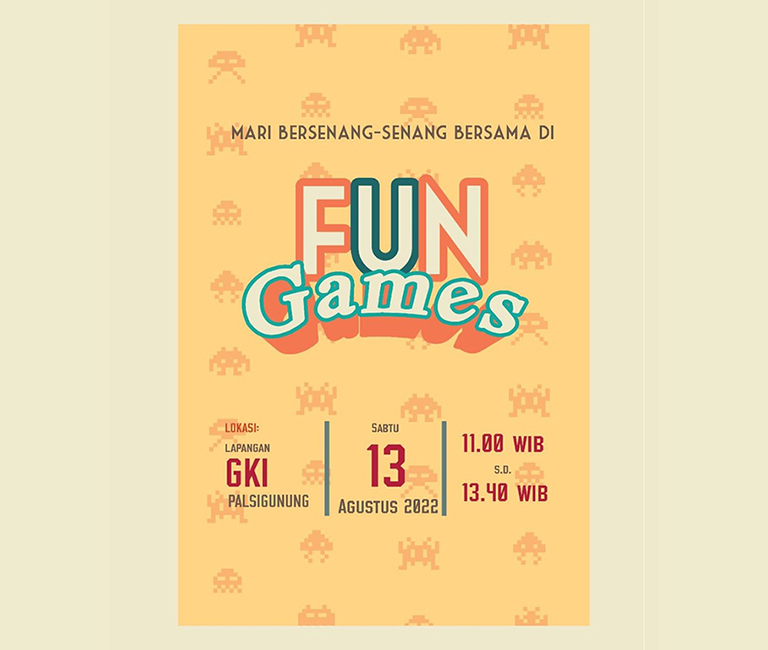 MARI BERSENANG-SENANG BERSAMA DI
FUN
Games
LOKASI:
LAPANGAN
GKI
PALSIGUNUNG
SABTU
13
AGUSTUS 2022
11.00 WIB
S.D.
13.40 WIB